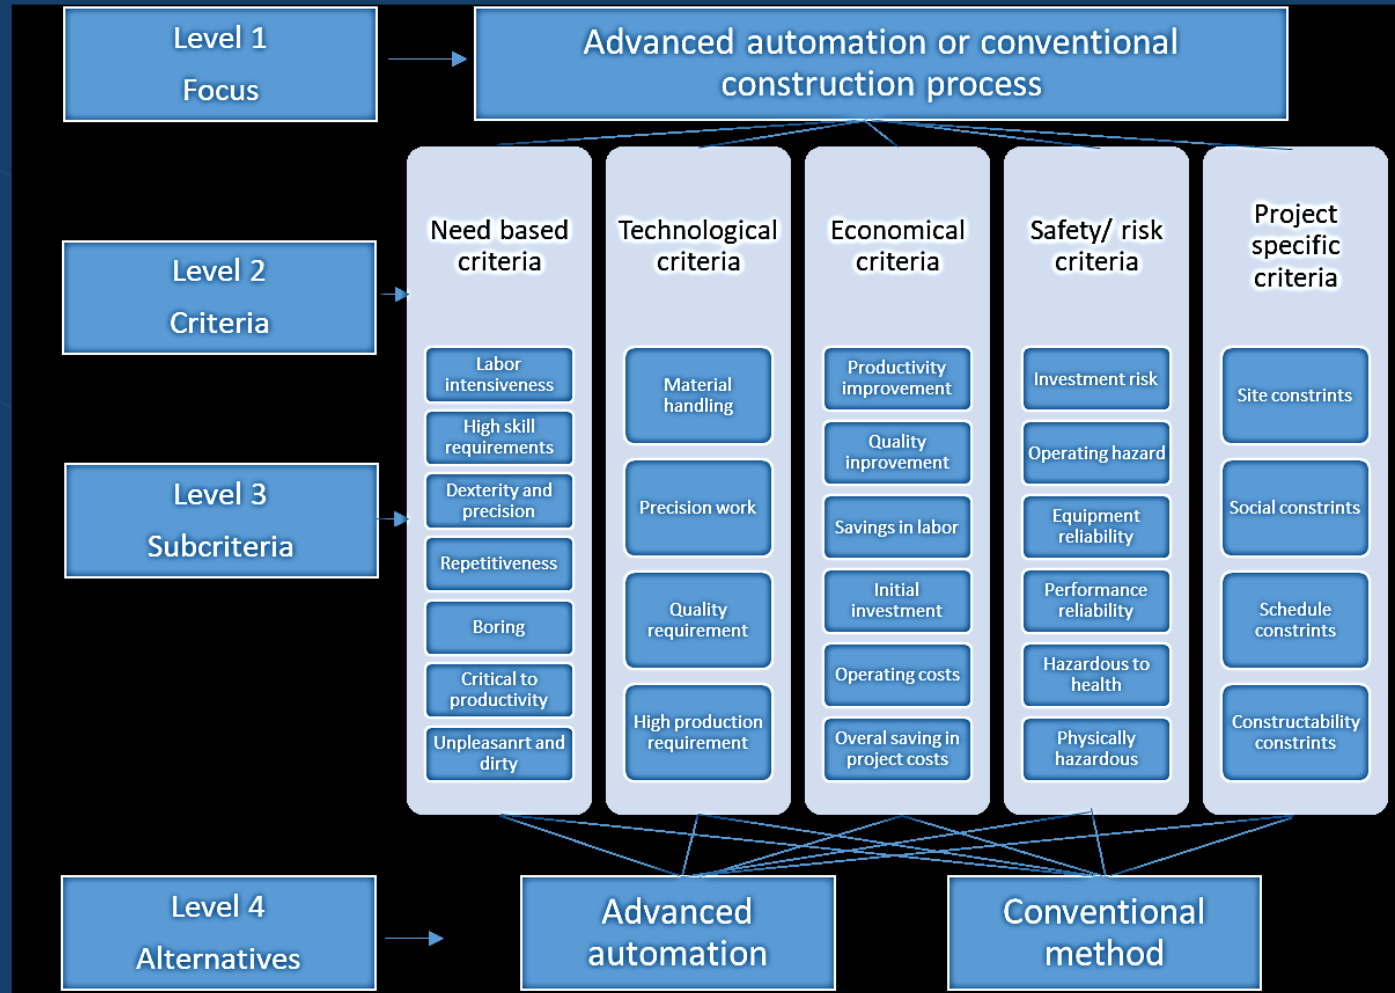 Level 1
Focus
Advanced automation or conventional
construction process
Level 2
Criteria
Level 3
Subcriteria
Need based
criteria
Labor
intensiveness
High skill
requirements
Dexterity and
precision
Repetitiveness
Boring
Critical to
productivity
Unpleasanrt and
dirty
Technological
criteria
Material
handling
Precision work
Quality
requirement
High production
requirement
Economical
criteria
Productivity
improvement
Quality
inprovement
Savings in labor
Initial
investment
Operating costs
Overal saving in
project costs
Safety/ risk
criteria
Investment risk
Operating hazard
Equipment
reliability
Performance
reliability
Hazardous to
health
Physically
hazardous
Project
specific
criteria
Site constrints
Social constrints
Schedule
constrints
Constructability
constrints
Level 4
Alternatives
Advanced
automation
Conventional
method